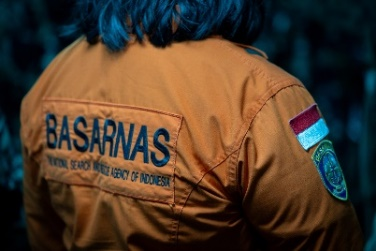 BASARNAS
NATIONAL SEARCH AND RESCUE AGENCY OF INDONESIA